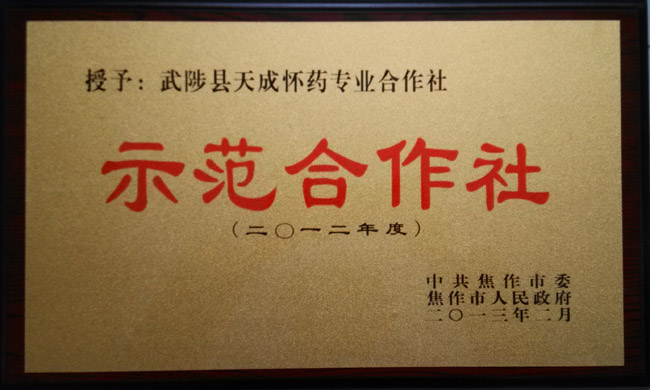 授予：武陟县天成怀药专业合作社
示范合作社
（二〇一二年度）
中共焦作市委
焦作市人民政府
二〇一三年二月